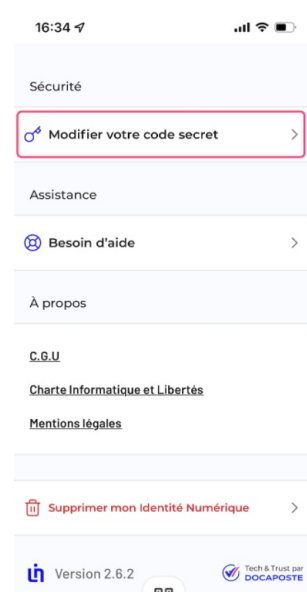 16:34
Sécurité
Modifier votre code secret
Assistance
Besoin d'aide
À propos
C.G.U
Charte Informatique et Libertés
Mentions légales
Supprimer mon Identité Numérique
Version 2.6.2
Tech & Trust par
DOCAPOSTE